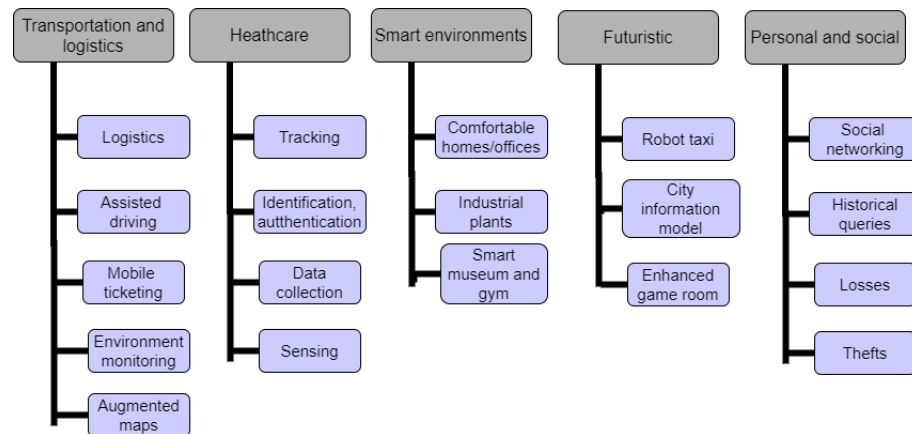 Transportation and
logistics
Logistics
Assisted
driving
Mobile
ticketing
Environment
monitoring
Augmented
maps
Heathcare
Tracking
Identification,
autthentication
Data
collection
Sensing
Smart environments
Comfortable
homes/offices
Industrial
plants
Smart
museum and
gym
Futuristic
Robot taxi
City
information
model
Enhanced
game room
Personal and social
Social
networking
Historical
queries
Losses
Thefts